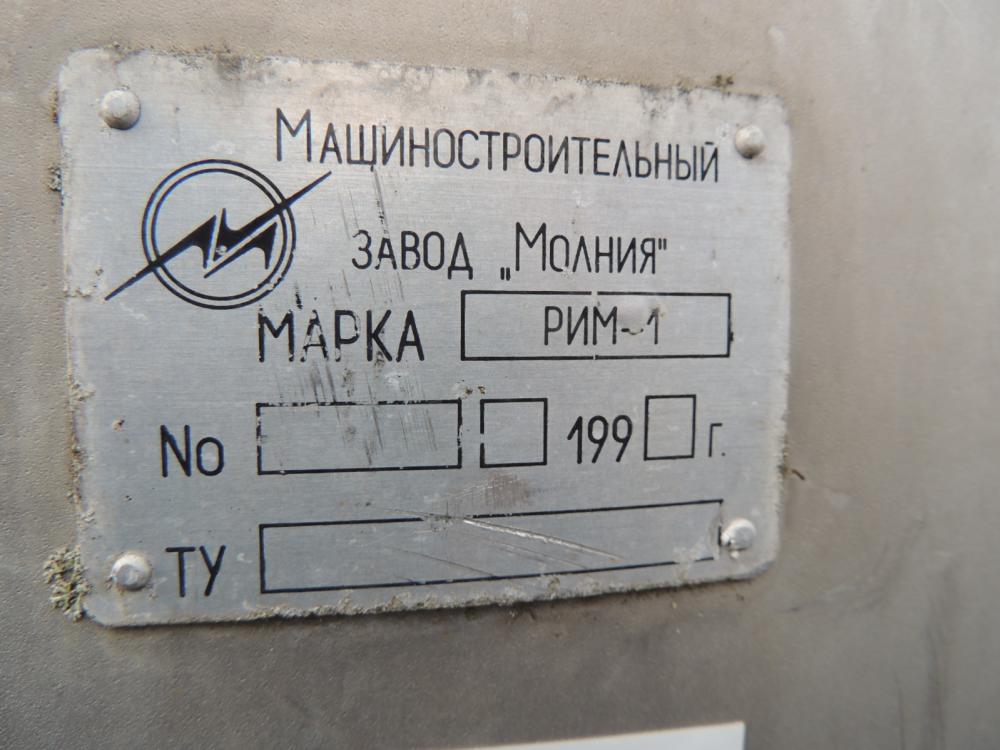 Машиностроительный
завод „Молния"
МАРКА РИМ-1
No 199 г.
ТУ